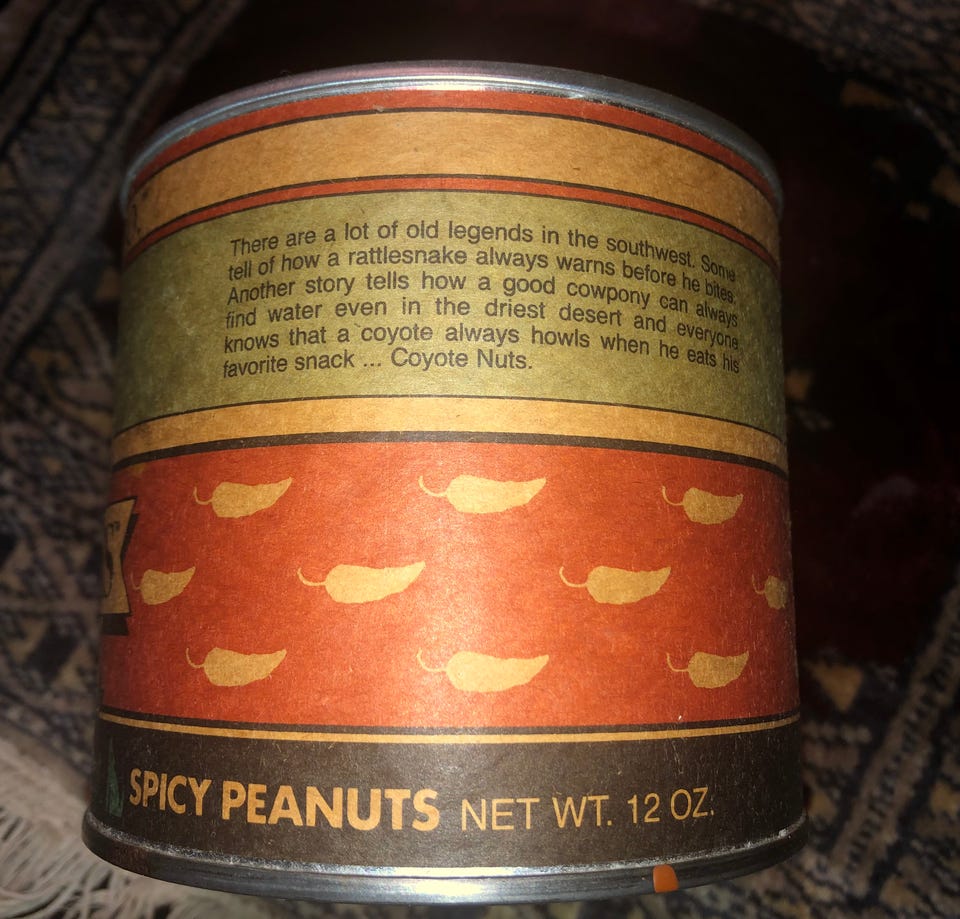 There are a lot of old legends in the southwest. Some
tell of how a rattlesnake always warns before he bites.
Another story tells how a good cowpony can always
find water even in the driest desert and everyone
knows that a coyote always howls when he eats his
favorite snack ... Coyote Nuts.
SPICY PEANUTS NET WT. 12 OZ.